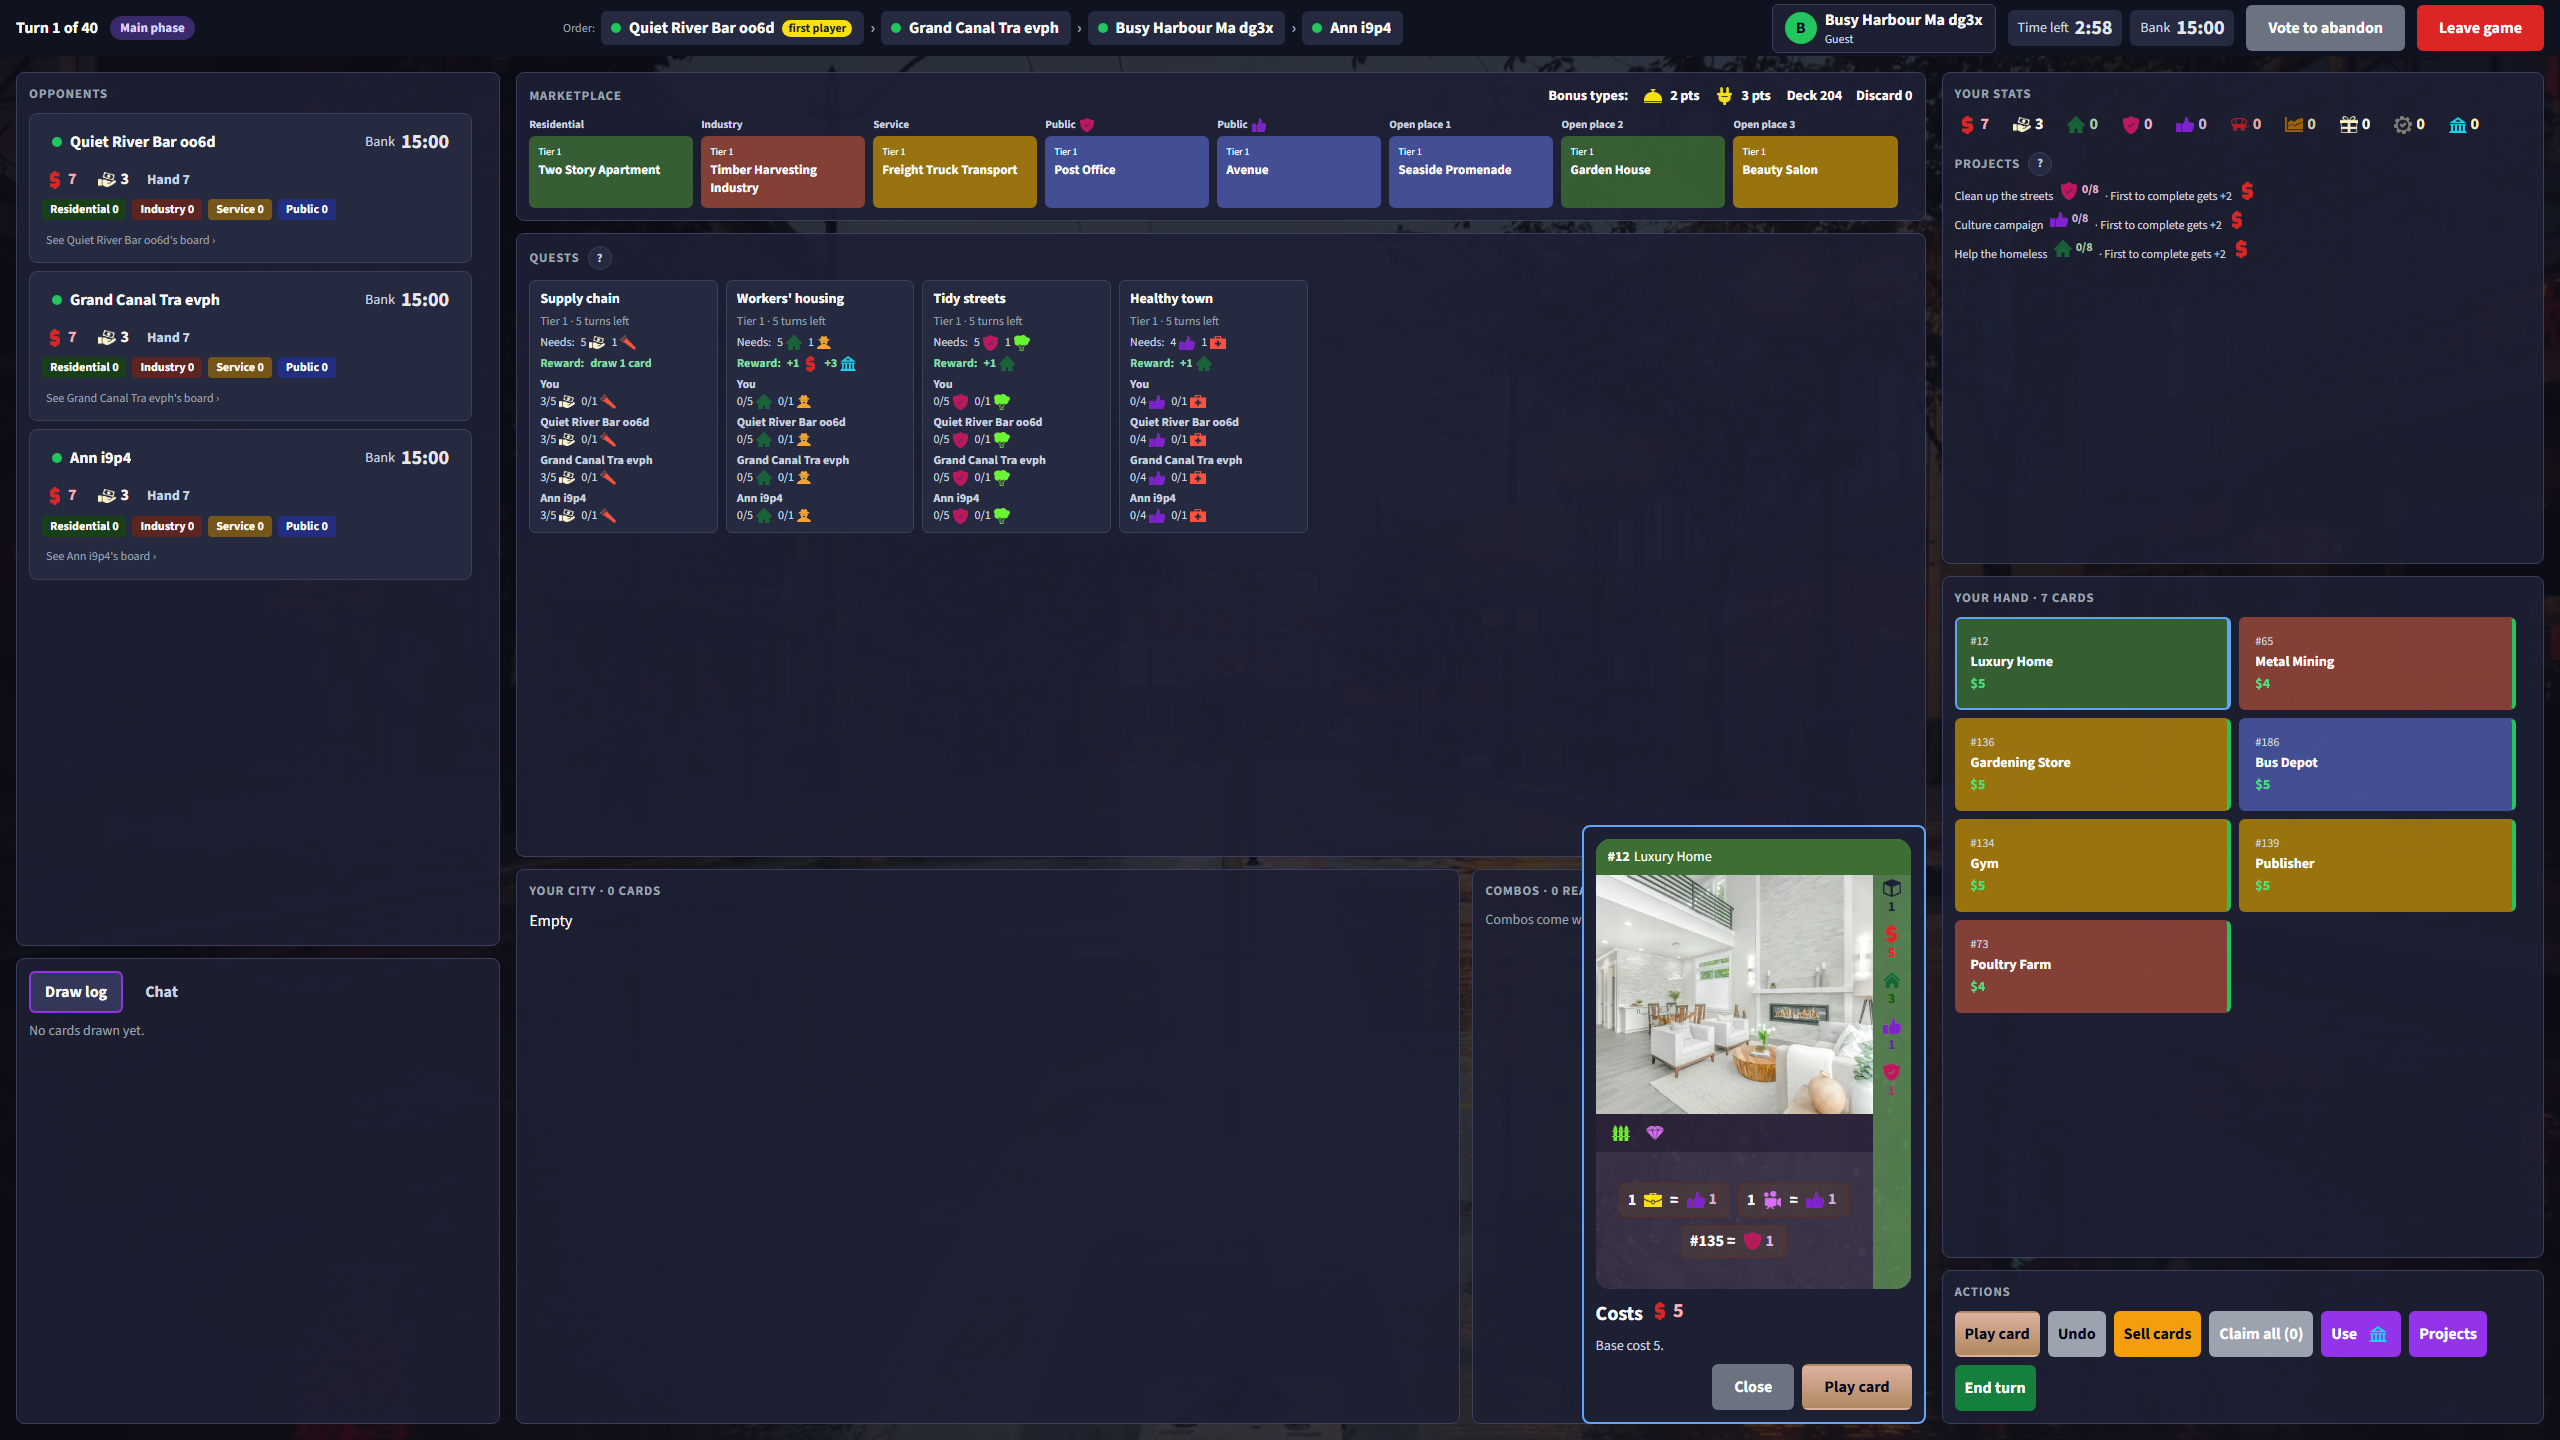 Turn 1 of 40 Main phase
Order: Quiet River Bar oo6d first player › Grand Canal Tra evph › Busy Harbour Ma dg3x › Ann i9p4
B Busy Harbour Ma dg3x
Guest
Time left 2:58
Bank 15:00
Vote to abandon
Leave game
OPPONENTS
Quiet River Bar oo6d Bank 15:00
7 3 Hand 7
Residential 0 Industry 0 Service 0 Public 0
See Quiet River Bar oo6d's board ›
Grand Canal Tra evph Bank 15:00
7 3 Hand 7
Residential 0 Industry 0 Service 0 Public 0
See Grand Canal Tra evph's board ›
Ann i9p4 Bank 15:00
7 3 Hand 7
Residential 0 Industry 0 Service 0 Public 0
See Ann i9p4's board ›
Draw log Chat
No cards drawn yet.
MARKETPLACE Bonus types: 2 pts 3 pts Deck 204 Discard 0
Residential Industry Service Public Public Open place 1 Open place 2 Open place 3
Tier 1
Two Story Apartment
Tier 1
Timber Harvesting
Industry
Tier 1
Freight Truck Transport
Tier 1
Post Office
Tier 1
Avenue
Tier 1
Seaside Promenade
Tier 1
Garden House
Tier 1
Beauty Salon
QUESTS ?
Supply chain
Tier 1 · 5 turns left
Needs: 5 1
Reward: draw 1 card
You
3/5 0/1
Quiet River Bar oo6d
3/5 0/1
Grand Canal Tra evph
3/5 0/1
Ann i9p4
3/5 0/1
Workers' housing
Tier 1 · 5 turns left
Needs: 5 1
Reward: +1 $ +3
You
0/5 0/1
Quiet River Bar oo6d
0/5 0/1
Grand Canal Tra evph
0/5 0/1
Ann i9p4
0/5 0/1
Tidy streets
Tier 1 · 5 turns left
Needs: 5 1
Reward: +1
You
0/5 0/1
Quiet River Bar oo6d
0/5 0/1
Grand Canal Tra evph
0/5 0/1
Ann i9p4
0/5 0/1
Healthy town
Tier 1 · 5 turns left
Needs: 4 1
Reward: +1
You
0/4 0/1
Quiet River Bar oo6d
0/4 0/1
Grand Canal Tra evph
0/4 0/1
Ann i9p4
0/4 0/1
YOUR CITY · 0 CARDS
Empty
COMBOS · 0 REA
Combos come w
#12 Luxury Home
1
$
5
3
1
1
1 = 1 1 = 1
#135 = 1
Costs $ 5
Base cost 5.
Close
Play card
YOUR STATS
$ 7 3 0 0 0 0 0 0 0 0
PROJECTS ?
Clean up the streets 0/8 · First to complete gets +2 $
Culture campaign 0/8 · First to complete gets +2 $
Help the homeless 0/8 · First to complete gets +2 $
YOUR HAND · 7 CARDS
#12
Luxury Home
$5
#65
Metal Mining
$4
#136
Gardening Store
$5
#186
Bus Depot
$5
#134
Gym
$5
#139
Publisher
$5
#73
Poultry Farm
$4
ACTIONS
Play card Undo Sell cards Claim all (0) Use Projects
End turn